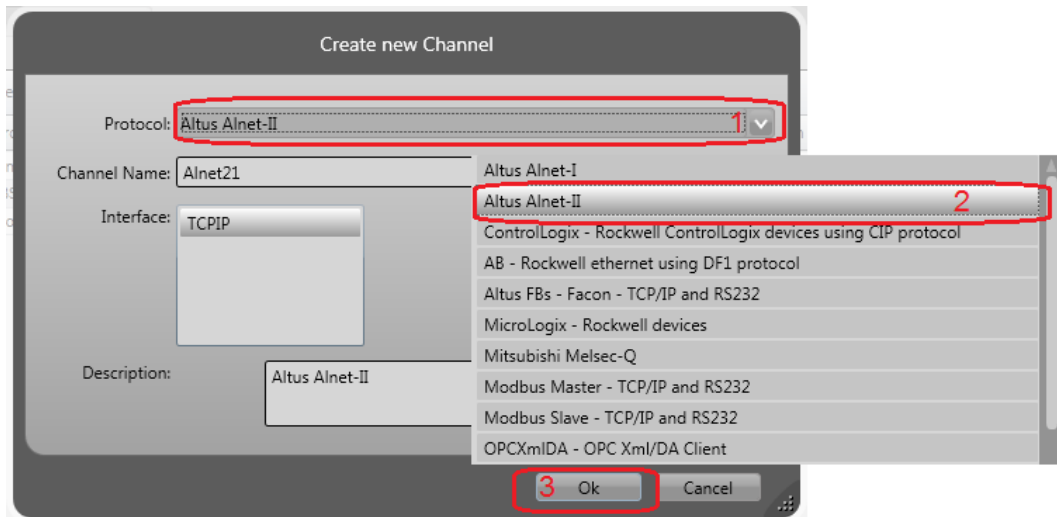 Create new Channel
Protocol: Altus Alnet-II 1
Channel Name: Alnet21
Interface: TCPIP
Description: Altus Alnet-II
Altus Alnet-I
Altus Alnet-II 2
ControlLogix - Rockwell ControlLogix devices using CIP protocol
AB - Rockwell ethernet using DF1 protocol
Altus FBs - Facon - TCP/IP and RS232
MicroLogix - Rockwell devices
Mitsubishi Melsec-Q
Modbus Master - TCP/IP and RS232
Modbus Slave - TCP/IP and RS232
OPCXmlDA - OPC Xml/DA Client
3 Ok Cancel